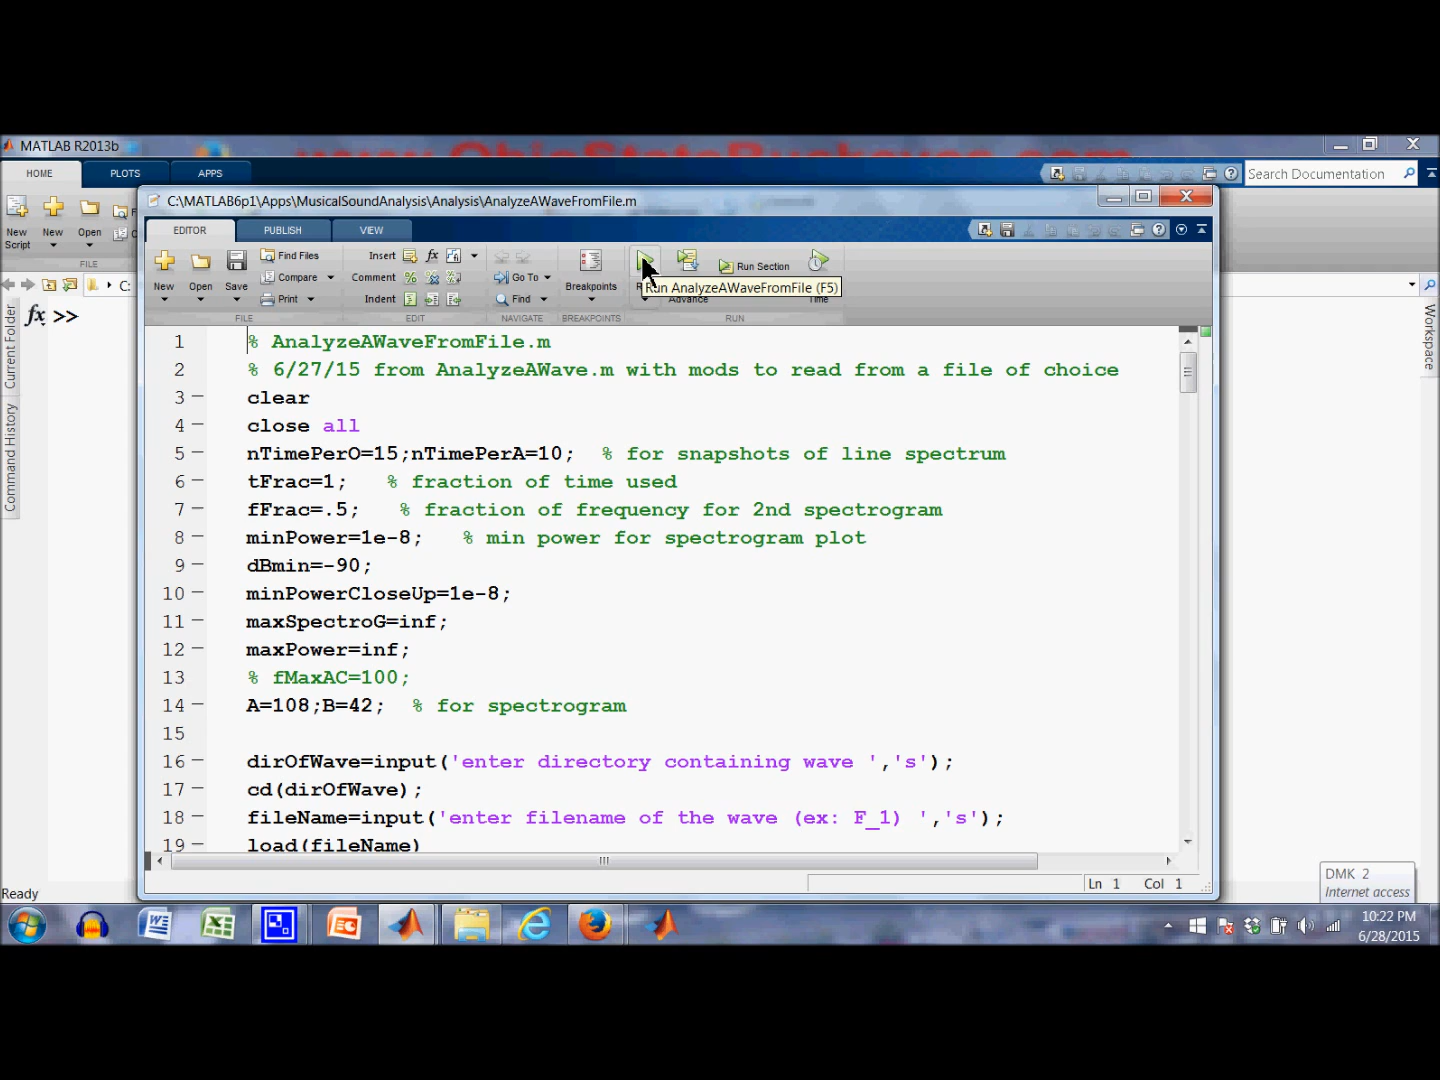 www.OhioStateBuckeyes.com
MATLAB R2013b
HOME PLOTS APPS
Search Documentation
C:\MATLAB6p1\Apps\MusicalSoundAnalysis\Analysis\AnalyzeAWaveFromFile.m
EDITOR PUBLISH VIEW
New Script New Open
FILE
C:
Current Folder
Command History
Workspace
fx >>
New Open Save
Find Files
Compare
Print
FILE
Insert fx
Comment
Indent
EDIT
Go To
Find
NAVIGATE
Breakpoints
BREAKPOINTS
Run Section
Advance
Time
RUN
Run AnalyzeAWaveFromFile (F5)
1 % AnalyzeAWaveFromFile.m
2 % 6/27/15 from AnalyzeAWave.m with mods to read from a file of choice
3 clear
4 close all
5 nTimePerO=15;nTimePerA=10; % for snapshots of line spectrum
6 tFrac=1; % fraction of time used
7 fFrac=.5; % fraction of frequency for 2nd spectrogram
8 minPower=1e-8; % min power for spectrogram plot
9 dBmin=-90;
10 minPowerCloseUp=1e-8;
11 maxSpectroG=inf;
12 maxPower=inf;
13 % fMaxAC=100;
14 A=108;B=42; % for spectrogram
15
16 dirOfWave=input('enter directory containing wave ','s');
17 cd(dirOfWave);
18 fileName=input('enter filename of the wave (ex: F_1) ','s');
19 load(fileName)
Ln 1 Col 1
Ready
DMK 2
Internet access
10:22 PM
6/28/2015